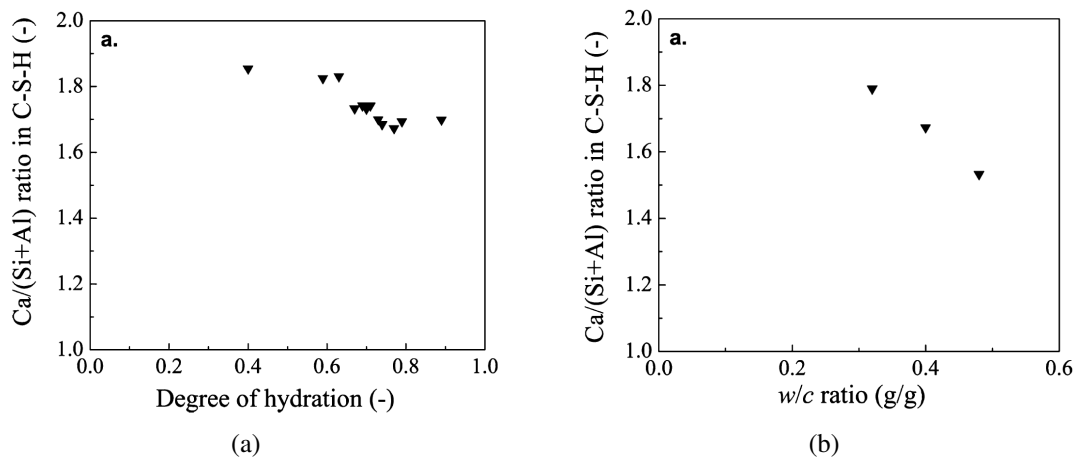 a.
Ca/(Si+Al) ratio in C-S-H (-)
2.0
1.8
1.6
1.4
1.2
1.0
0.0 0.2 0.4 0.6 0.8 1.0
Degree of hydration (-)
(a)
a.
Ca/(Si+Al) ratio in C-S-H (-)
2.0
1.8
1.6
1.4
1.2
1.0
0.0 0.2 0.4 0.6
w/c ratio (g/g)
(b)